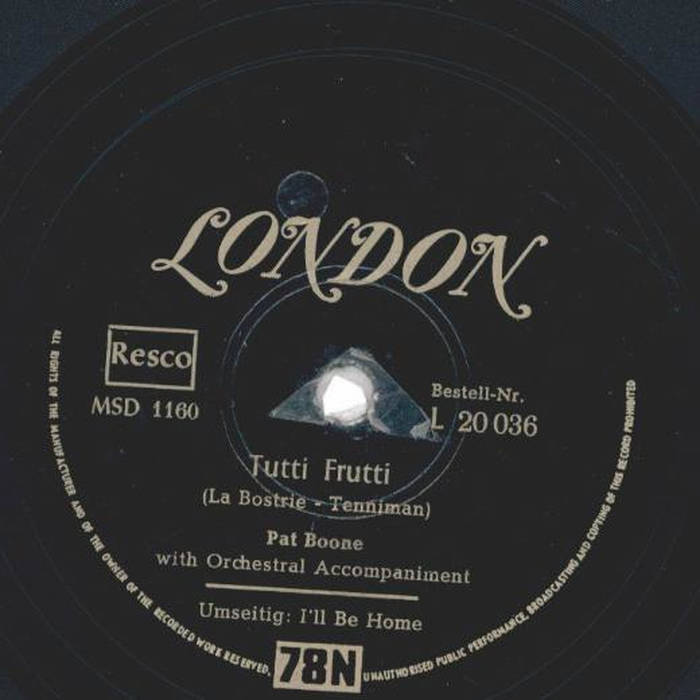 LONDON
Resco
MSD 1160
Bestell-Nr.
L 20 036
Tutti Frutti
(La Bostrie - Tenniman)
Pat Boone
with Orchestral Accompaniment
Umseitig: I'll Be Home
ALL RIGHTS OF THE MANUFACTURER AND OF THE OWNER OF THE RECORDED WORK RESERVED.
78N
UNAUTHORISED PUBLIC PERFORMANCE, BROADCASTING AND COPYING OF THIS RECORD PROHIBITED